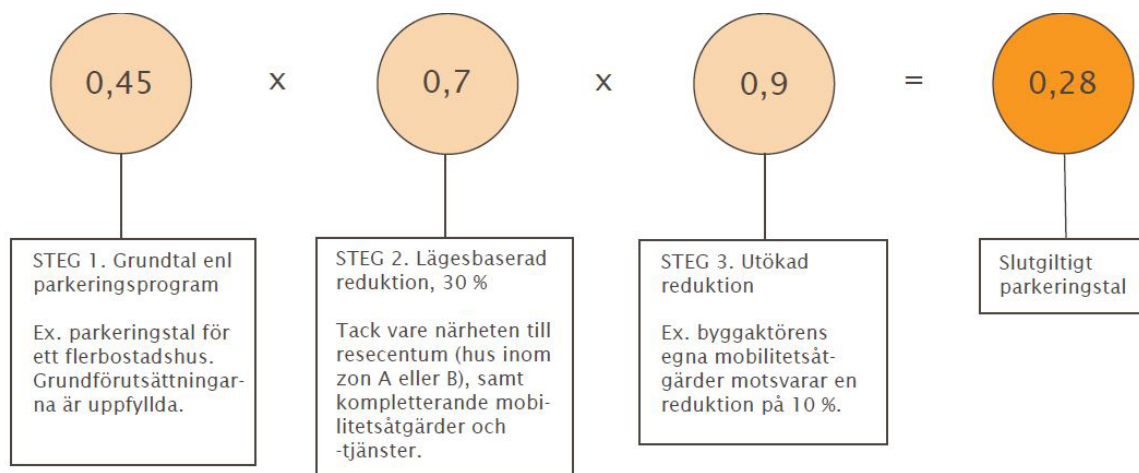 0,45 x 0,7 x 0,9 = 0,28
STEG 1. Grundtal enl
parkeringsprogram
Ex. parkeringstal för
ett flerbostadshus.
Grundförutsättningar-
na är uppfyllda.
STEG 2. Lägesbaserad
reduktion, 30 %
Tack vare närheten till
resecentum (hus inom
zon A eller B), samt
kompletterande mobi-
litetsåtgärder och
-tjänster.
STEG 3. Utökad
reduktion
Ex. byggaktörens
egna mobilitetsåt-
gärder motsvarar en
reduktion på 10 %.
Slutgiltigt
parkeringstal